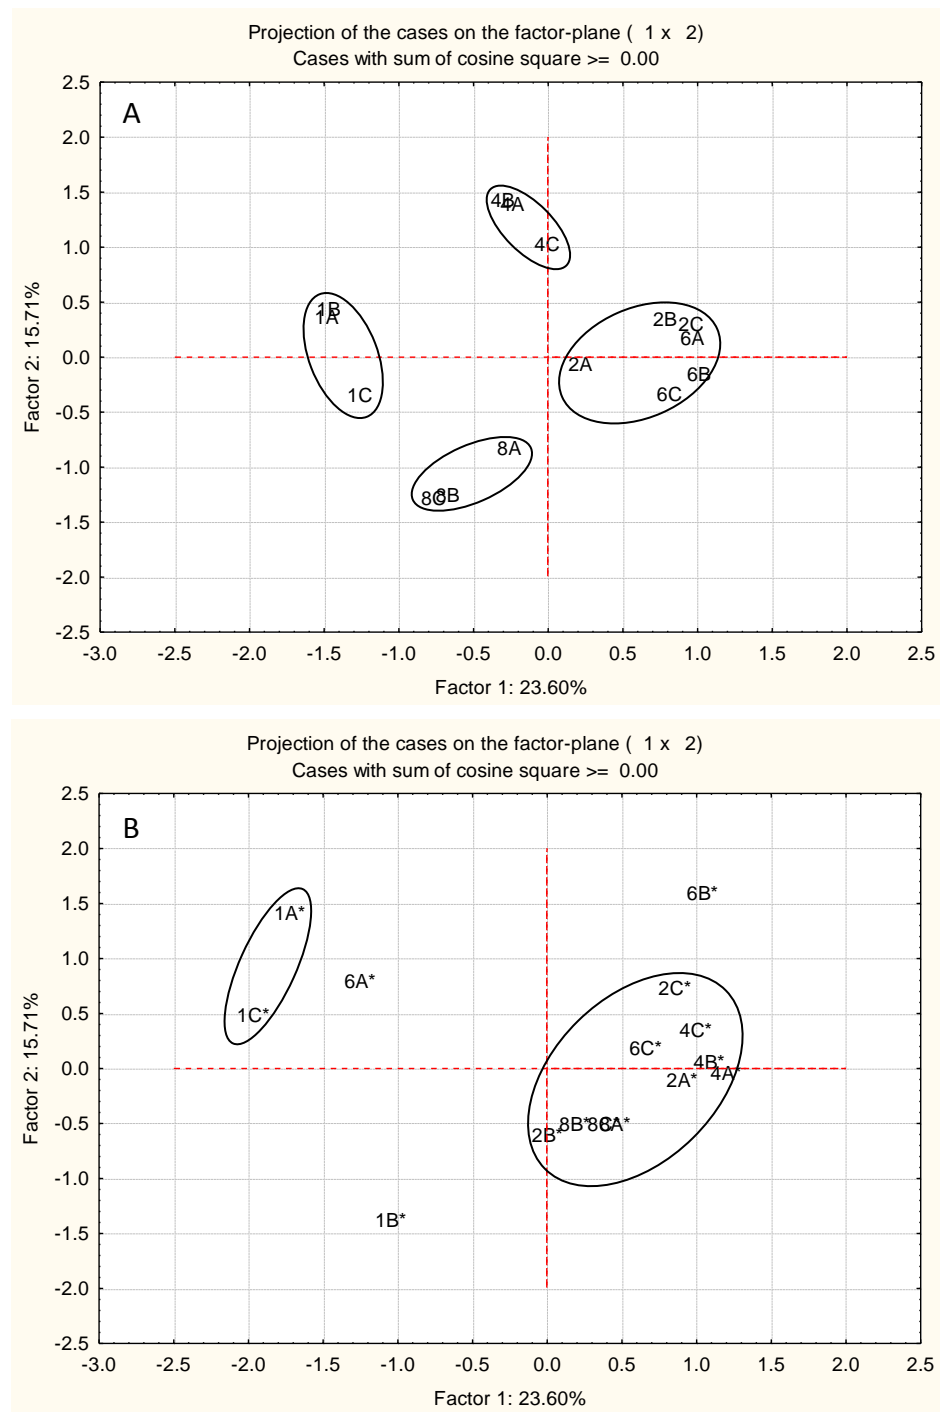 Projection of the cases on the factor-plane ( 1 x 2)
Cases with sum of cosine square >= 0.00
2.5
A
2.0
4B
4A
1.5
4C
1.0
0.5
1B
2B
2C
1A
6A
0.0
2A
6B
1C
6C
-0.5
8A
-1.0
8C
8B
-1.5
-2.0
-2.5
Factor 2: 15.71%
-3.0 -2.5 -2.0 -1.5 -1.0 -0.5 0.0 0.5 1.0 1.5 2.0 2.5
Factor 1: 23.60%
Projection of the cases on the factor-plane ( 1 x 2)
Cases with sum of cosine square >= 0.00
2.5
B
2.0
6B*
1.5
1A*
1.0
6A*
2C*
0.5
1C*
4C*
6C*
4B*
0.0
4A*
2A*
-0.5
8B*
8C*
8A*
2B*
-1.0
1B*
-1.5
-2.0
-2.5
Factor 2: 15.71%
-3.0 -2.5 -2.0 -1.5 -1.0 -0.5 0.0 0.5 1.0 1.5 2.0 2.5
Factor 1: 23.60%